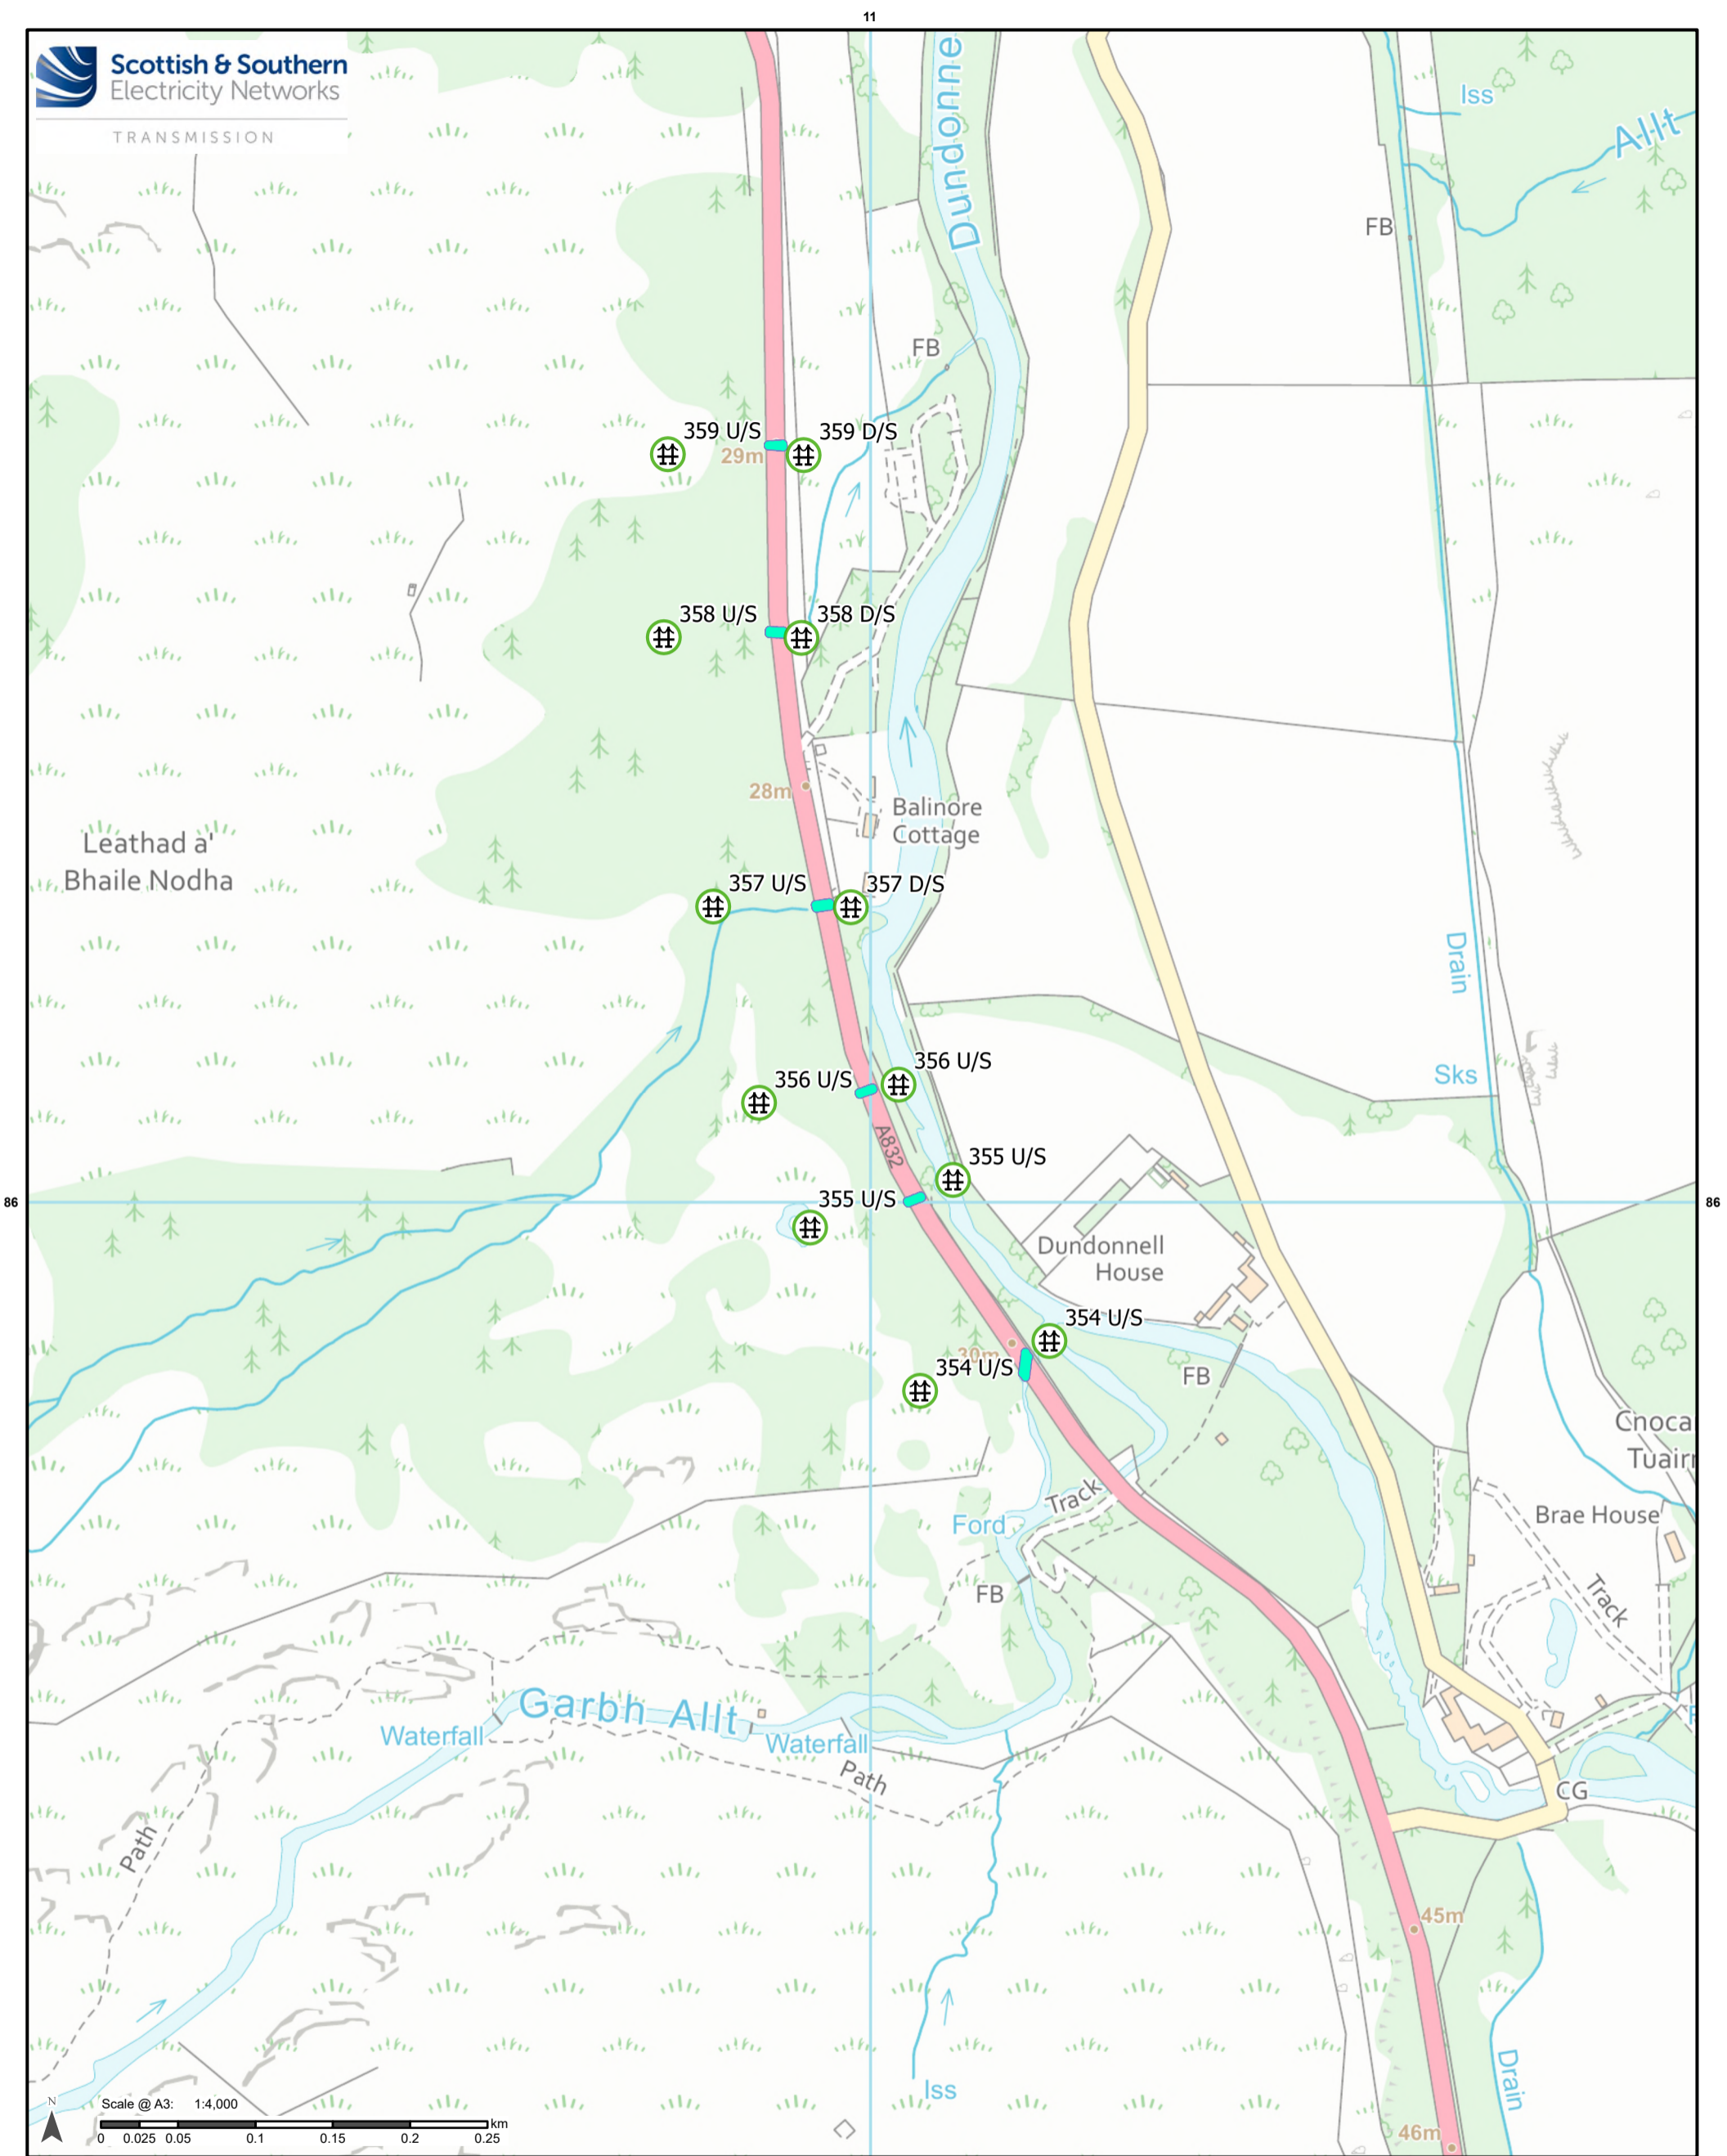 11
Scottish & Southern
Electricity Networks
TRANSMISSION
Dundonne
Iss
Allt
FB
FB
359 U/S
359 D/S
29m
358 U/S
358 D/S
28m
Balinore
Cottage
Leathad a'
Bhaile Nodha
357 U/S
357 D/S
Drain
356 U/S
356 U/S
Sks
A832
355 U/S
355 U/S
86
86
Dundonnell
House
354 U/S
30m
354 U/S
FB
Cnoca
Tuairn
Track
Ford
Brae House
FB
Track
Garbh Allt
Waterfall
Waterfall
Path
CG
Path
45m
Iss
Drain
46m
N
Scale @ A3: 1:4,000
km
0 0.025 0.05 0.1 0.15 0.2 0.25